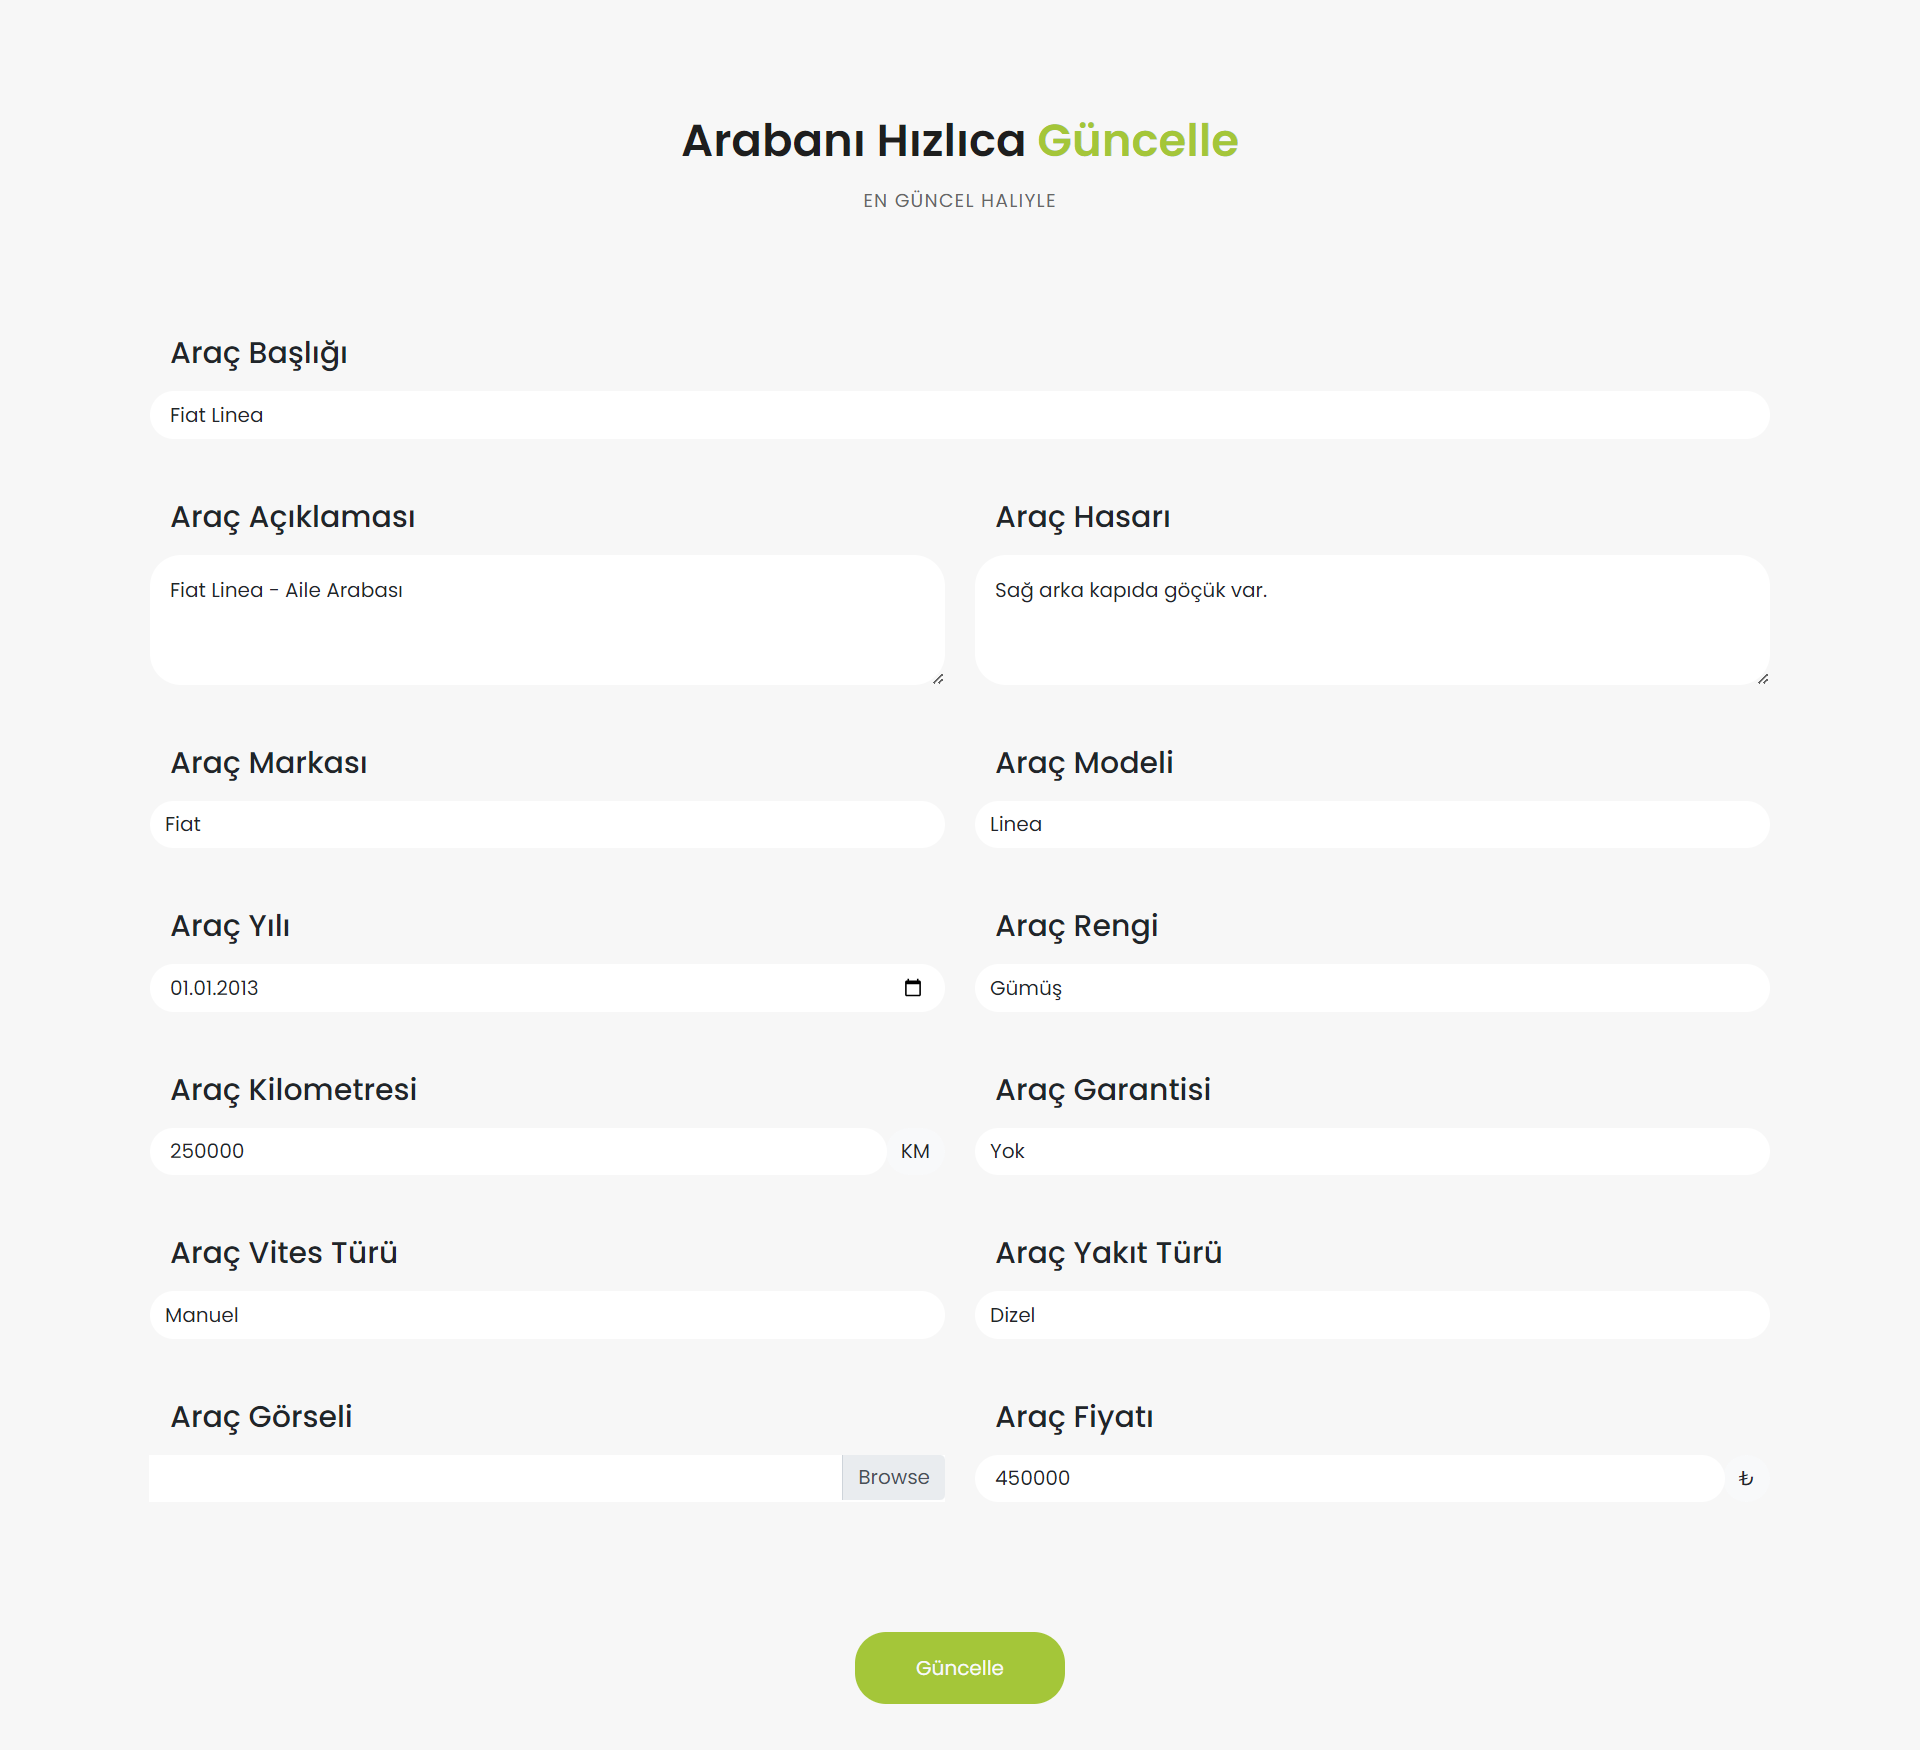 Arabanı Hızlıca Güncelle
EN GÜNCEL HALIYLE
Araç Başlığı
Fiat Linea
Araç Açıklaması
Fiat Linea - Aile Arabası
Araç Hasarı
Sağ arka kapıda göçük var.
Araç Markası
Fiat
Araç Modeli
Linea
Araç Yılı
01.01.2013
Araç Rengi
Gümüş
Araç Kilometresi
250000 KM
Araç Garantisi
Yok
Araç Vites Türü
Manuel
Araç Yakıt Türü
Dizel
Araç Görseli
Browse
Araç Fiyatı
450000 ₺
Güncelle